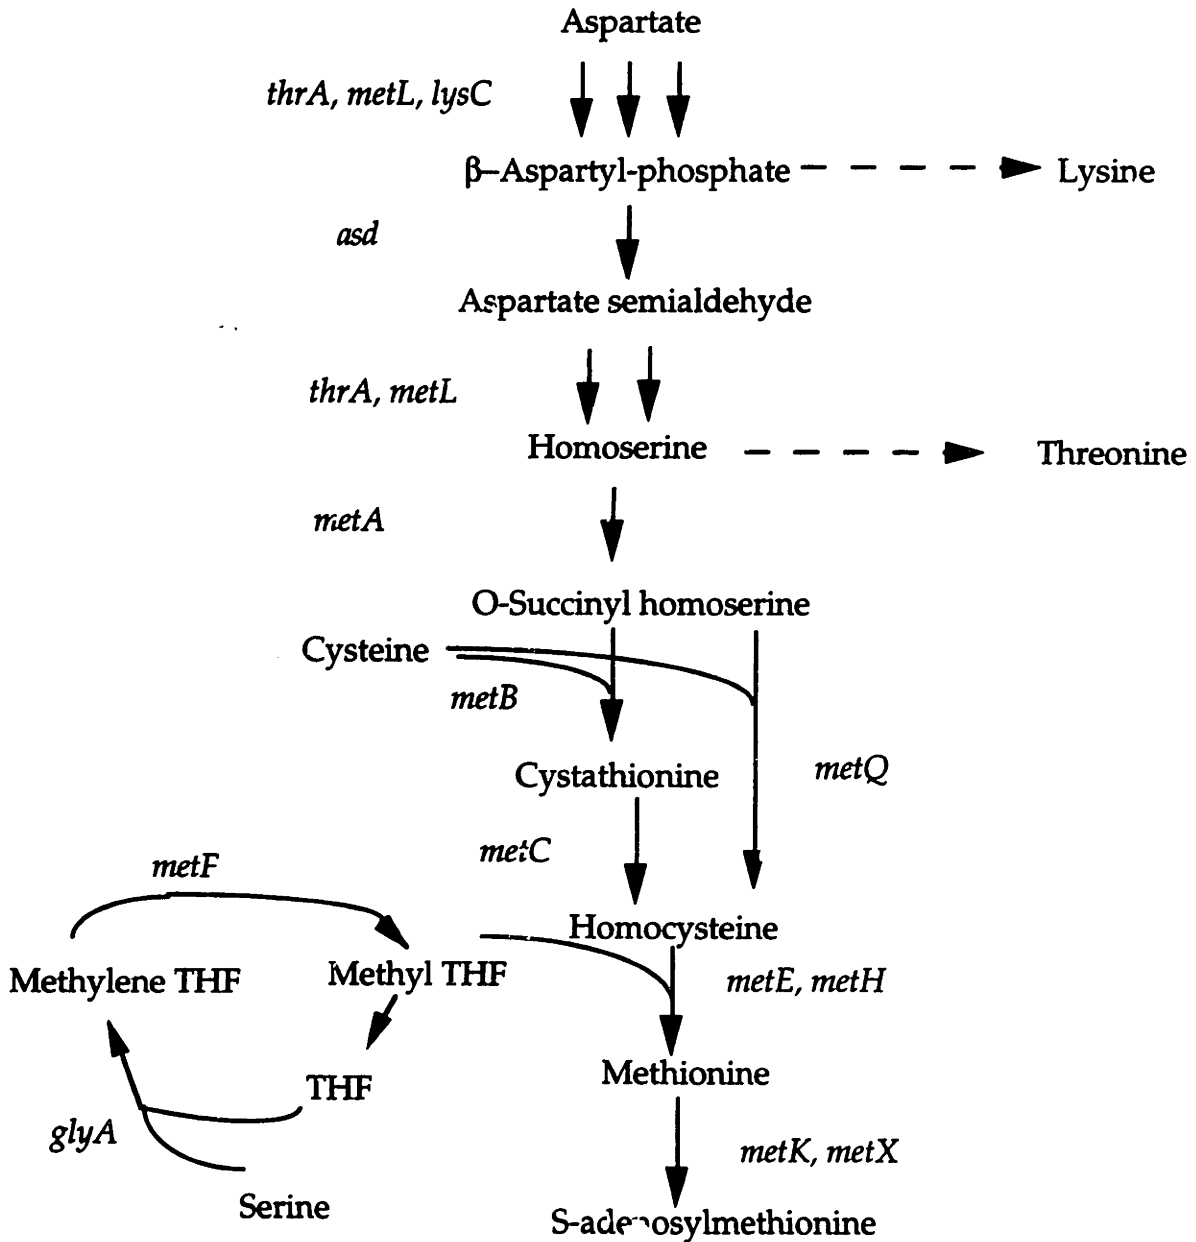 Aspartate
thrA, metL, lysC
β–Aspartyl-phosphate
Lysine
asd
Aspartate semialdehyde
thrA, metL
Homoserine
Threonine
metA
O-Succinyl homoserine
Cysteine
metB
Cystathionine
metQ
metC
metF
Homocysteine
Methylene THF
Methyl THF
metE, metH
THF
Methionine
glyA
metK, metX
Serine
S-adenosylmethionine